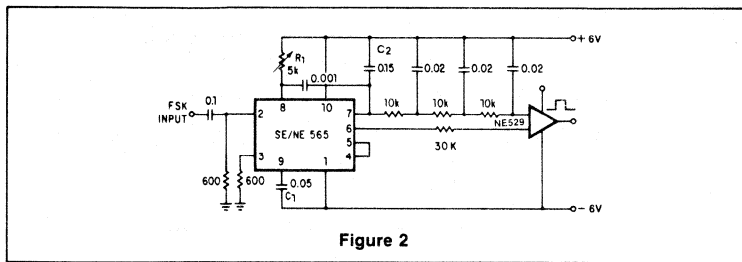 + 6V
R1
5k
C2
0.15
0.02
0.02
0.02
0.001
FSK
INPUT
0.1
8
10
2
7
10k
10k
10k
NE529
SE/NE 565
6
5
30 K
3
4
9
1
600
600
0.05
C1
– 6V
Figure 2